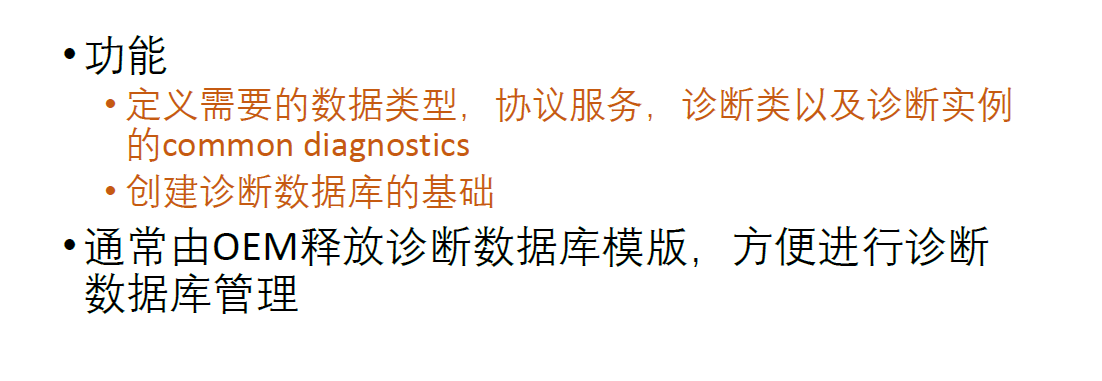 •功能
•定义需要的数据类型，协议服务，诊断类以及诊断实例
的common diagnostics
•创建诊断数据库的基础
•通常由OEM释放诊断数据库模版，方便进行诊断
数据库管理